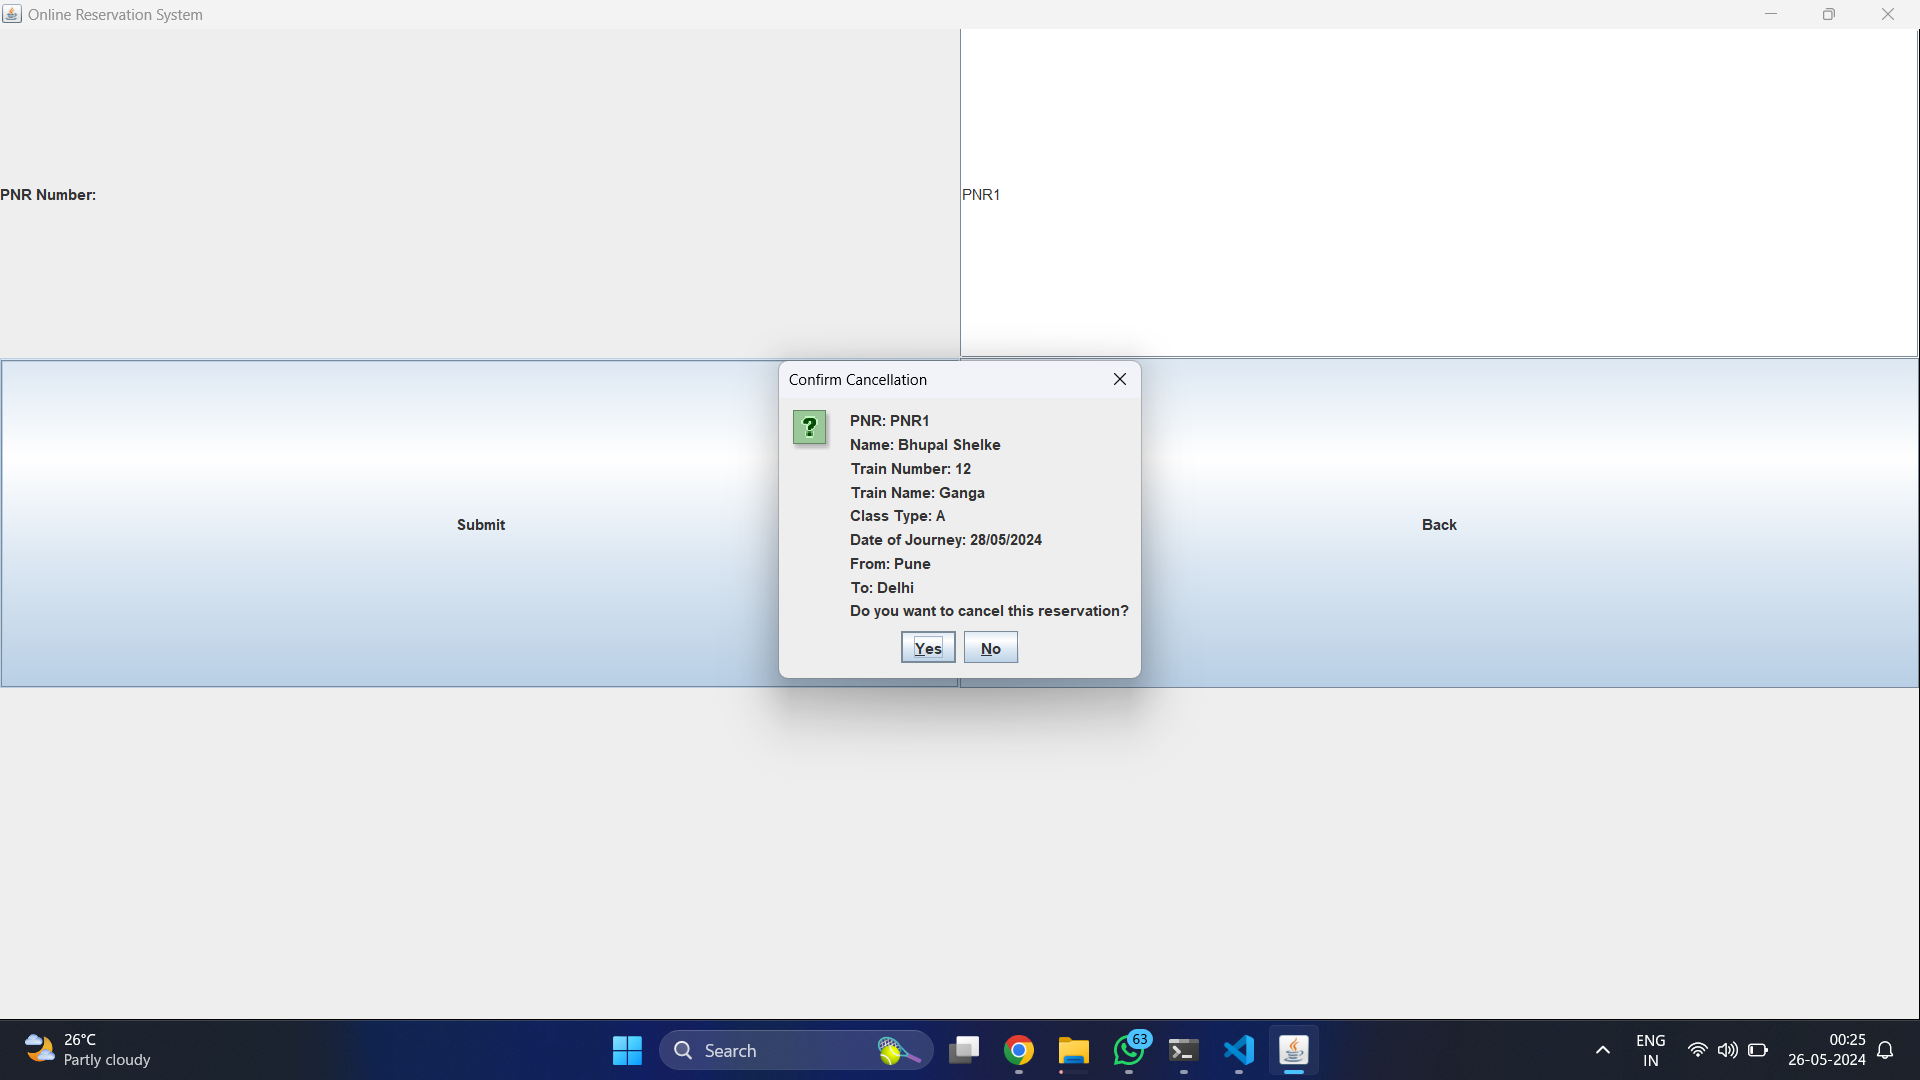 Online Reservation System
PNR Number:
PNR1
Confirm Cancellation
PNR: PNR1
Name: Bhupal Shelke
Train Number: 12
Train Name: Ganga
Class Type: A
Date of Journey: 28/05/2024
From: Pune
To: Delhi
Do you want to cancel this reservation?
Yes No
Submit
Back
26°C
Partly cloudy
Search
63
ENG
IN
00:25
26-05-2024